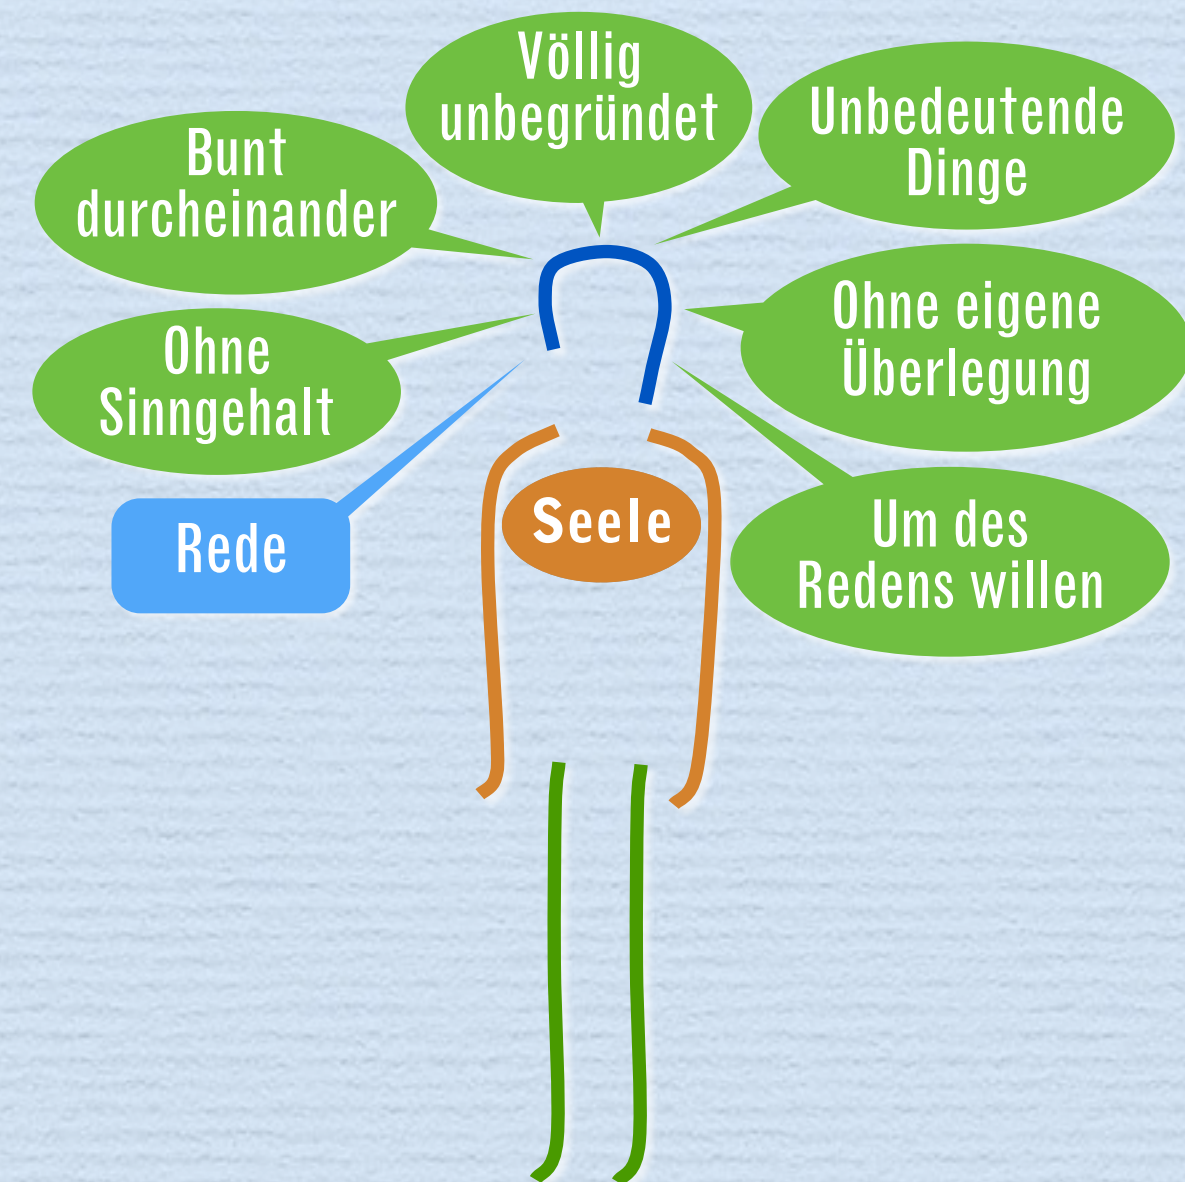 Völlig
unbegründet
Unbedeutende
Dinge
Bunt
durcheinander
Ohne eigene
Überlegung
Ohne
Sinngehalt
Seele
Um des
Redens willen
Rede